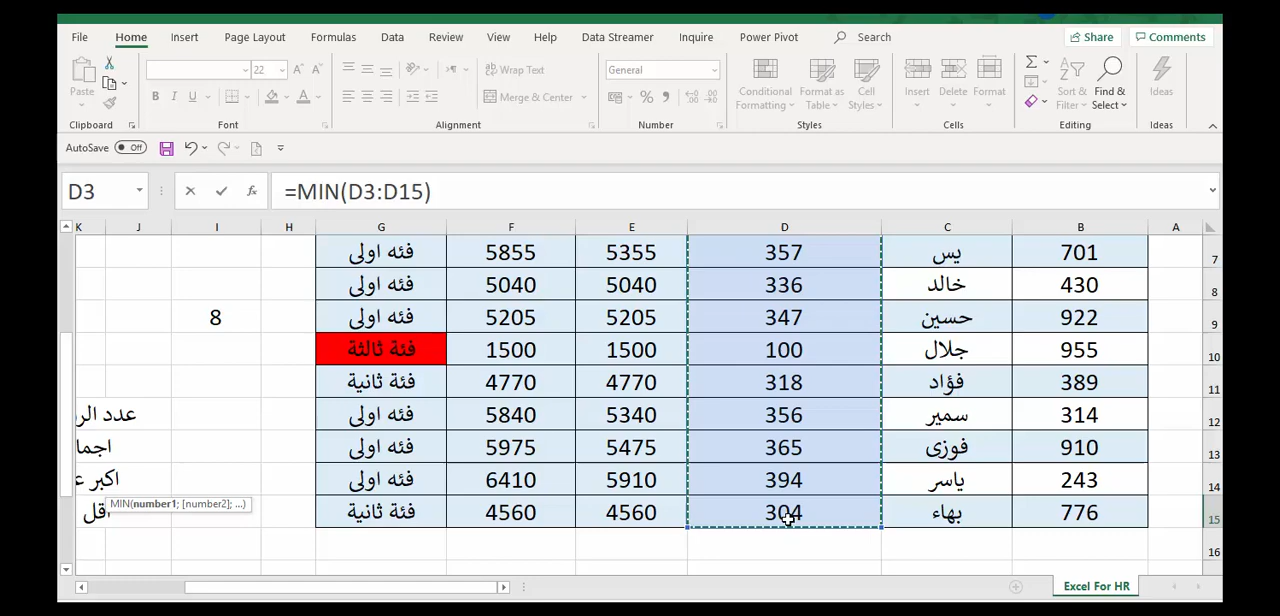 File Home Insert Page Layout Formulas Data Review View Help Data Streamer Inquire Power Pivot Search Share Comments
22 Wrap Text General
Paste B I U Merge & Center % Conditional Formatting Format as Table Cell Styles Insert Delete Format Sort & Filter Find & Select Ideas
Clipboard Font Alignment Number Styles Cells Editing Ideas
AutoSave Off
D3 fx =MIN(D3:D15)
K J I H G F E D C B A
فئه اولى 5855 5355 357 يس 701 7
فئه اولى 5040 5040 336 خالد 430 8
8 فئه اولى 5205 5205 347 حسين 922 9
فئة ثالثة 1500 1500 100 جلال 955 10
فئة ثانية 4770 4770 318 فؤاد 389 11
عدد فئه اولى 5840 5340 356 سمير 314 12
فئه اولى 5975 5475 365 فوزى 910 13
اكبر فئه اولى 6410 5910 394 ياسر 243 14
MIN(number1; [number2]; ...)
اقل فئة ثانية 4560 4560 304 بهاء 776 15
16
Excel For HR